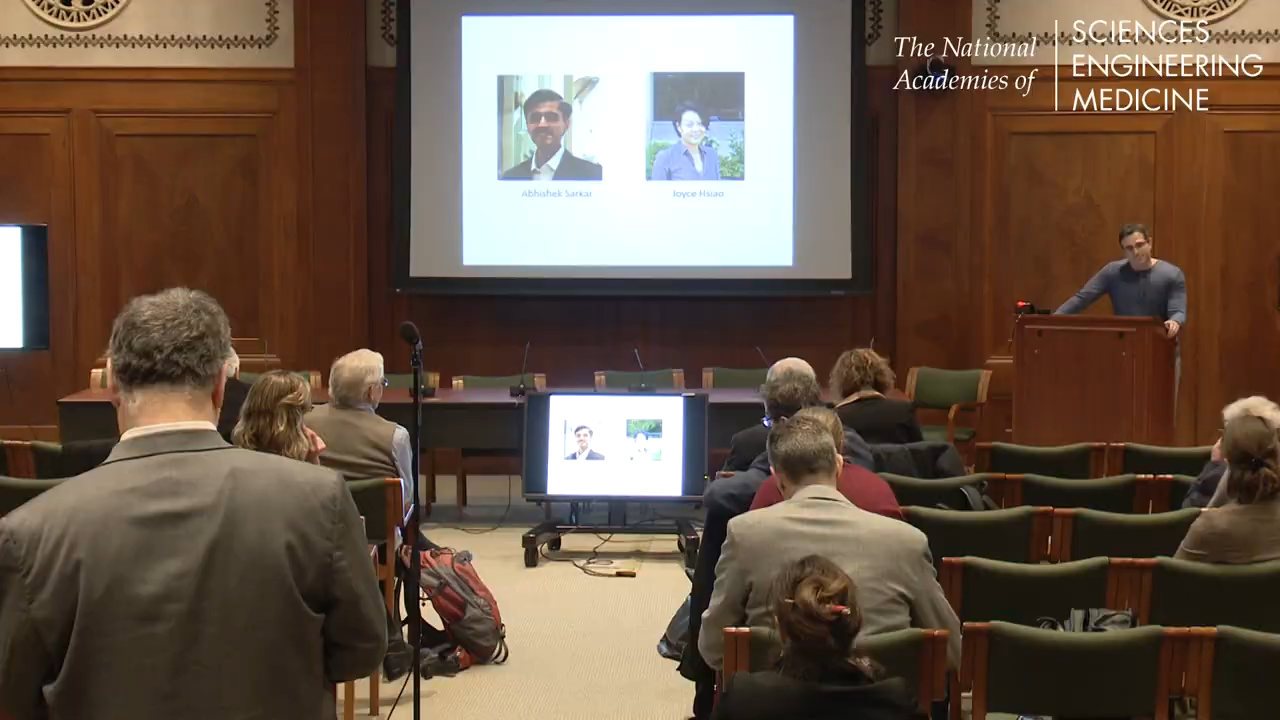 The National
Academies of
SCIENCES
ENGINEERING
MEDICINE
Abhishek Sarkar
Joyce Hsiao